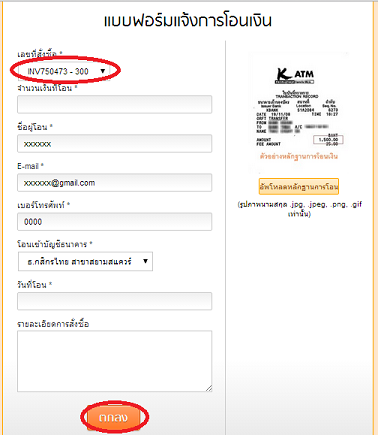 แบบฟอร์มแจ้งการโอนเงิน
เลขที่สั่งซื้อ *
INV750473 - 300
จำนวนเงินที่โอน *
ชื่อผู้โอน *
xxxxxx
E-mail *
xxxxxx@gmail.com
เบอร์โทรศัพท์ *
0000
โอนเข้าบัญชีธนาคาร *
ธ.กสิกรไทย สาขาสยามสแควร์
วันที่โอน *
รายละเอียดการสั่งซื้อ
ตกลง
K ATM
TRANSACTION RECORD
KBANK
DATE 19/11/08
TIME 18:27
AMOUNT 1,500.00
FEE AMOUNT 25.00
ตัวอย่างหลักฐานการโอนเงิน
อัพโหลดหลักฐานการโอน
(รูปภาพนามสกุล .jpg, .jpeg, .png, .gif
เท่านั้น)